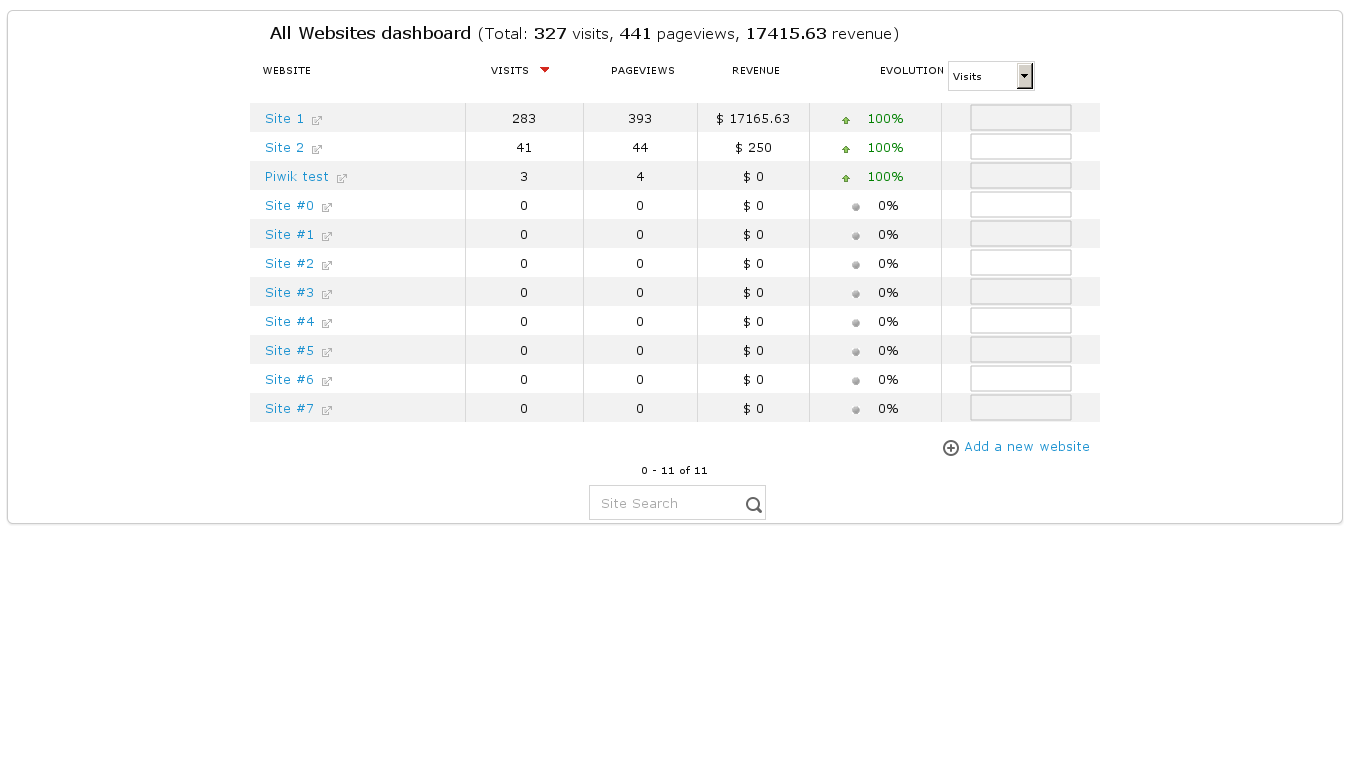 All Websites dashboard (Total: 327 visits, 441 pageviews, 17415.63 revenue)
WEBSITE VISITS PAGEVIEWS REVENUE EVOLUTION Visits
Site 1 283 393 $ 17165.63 100%
Site 2 41 44 $ 250 100%
Piwik test 3 4 $ 0 100%
Site #0 0 0 $ 0 0%
Site #1 0 0 $ 0 0%
Site #2 0 0 $ 0 0%
Site #3 0 0 $ 0 0%
Site #4 0 0 $ 0 0%
Site #5 0 0 $ 0 0%
Site #6 0 0 $ 0 0%
Site #7 0 0 $ 0 0%
Add a new website
0 - 11 of 11
Site Search